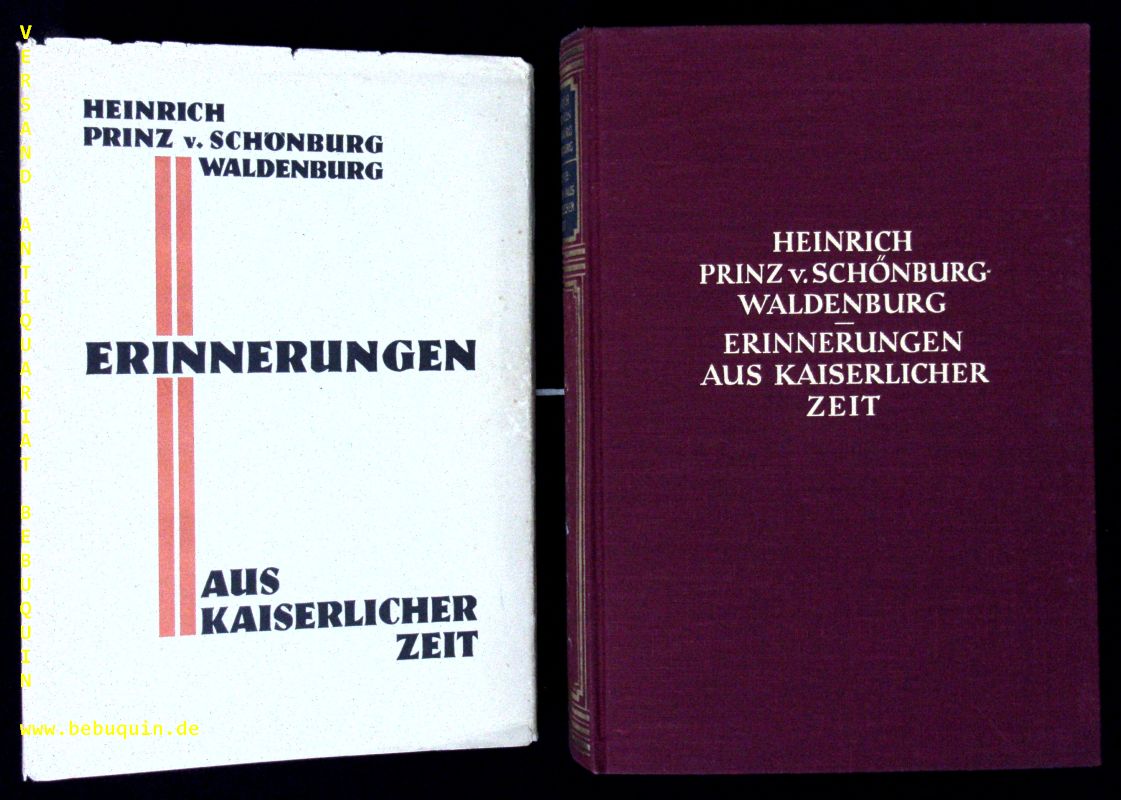 VERSAND ANTIQUARIAT BEBUQUIN
HEINRICH
PRINZ v. SCHÖNBURG
WALDENBURG
ERINNERUNGEN
AUS
KAISERLICHER
ZEIT
www.bebuquin.de
HEINRICH
PRINZ v. SCHÖNBURG-
WALDENBURG
ERINNERUNGEN
AUS KAISERLICHER
ZEIT